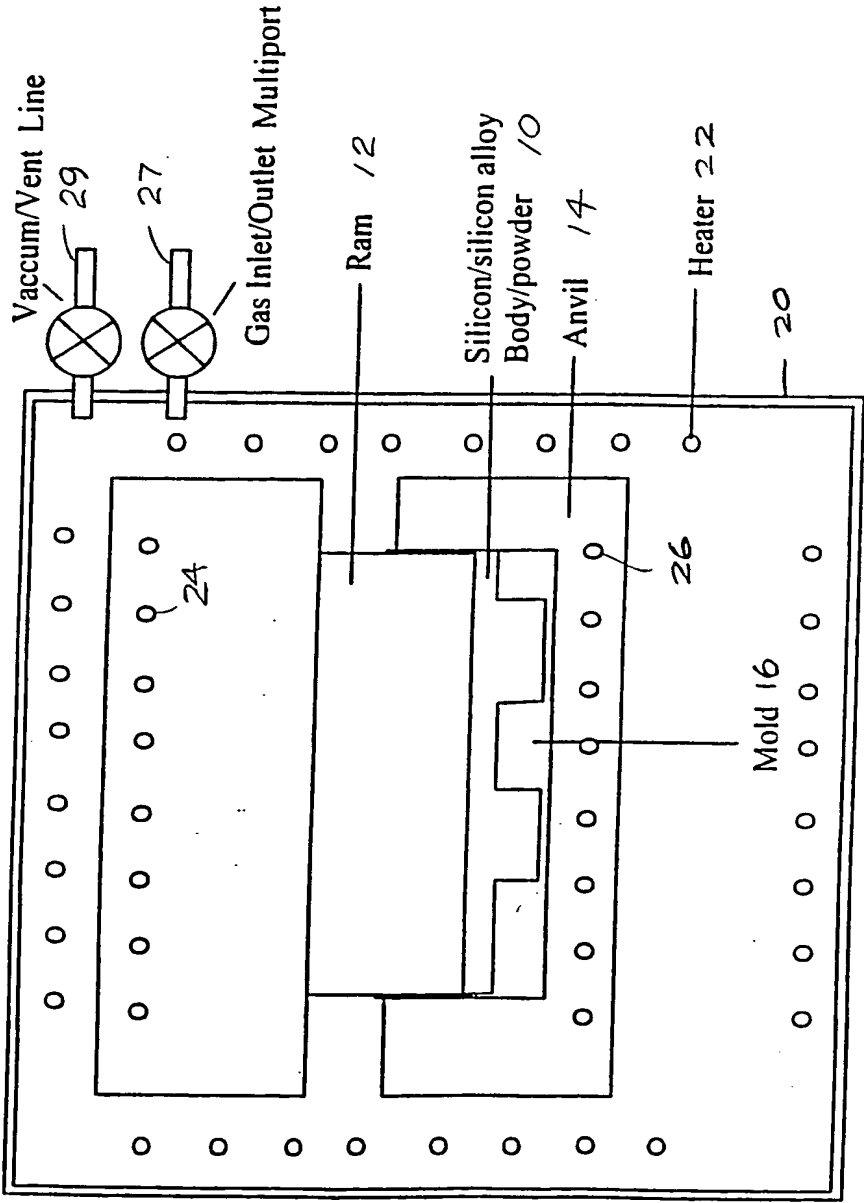 Vaccum/Vent Line
29
27
Gas Inlet/Outlet Multiport
Ram 12
Silicon/silicon alloy
Body/powder 10
Anvil 14
Heater 22
20
24
26
Mold 16